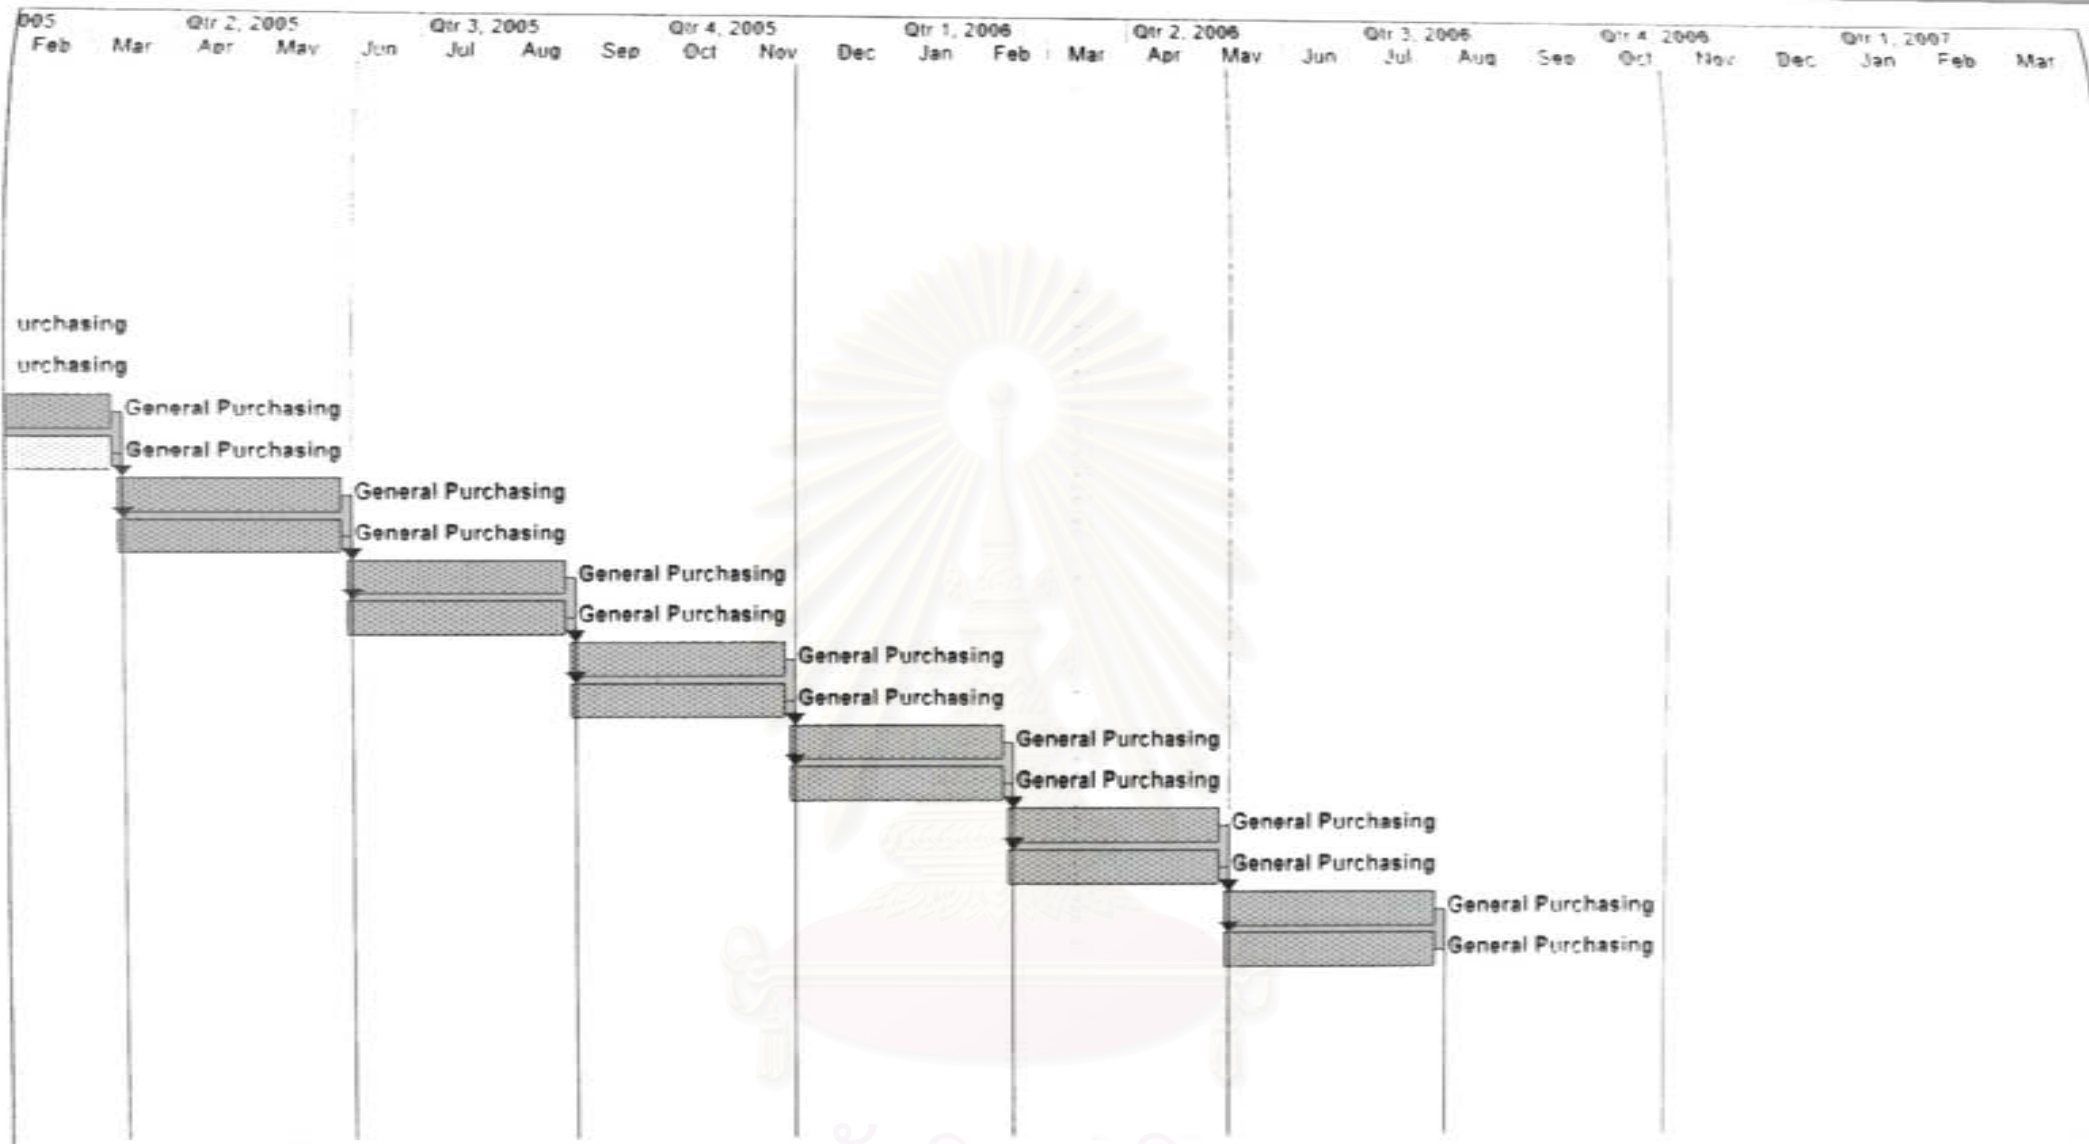 005 Qtr 2, 2005 Qtr 3, 2005 Qtr 4, 2005 Qtr 1, 2006 Qtr 2, 2006 Qtr 3, 2006 Qtr 4, 2006 Qtr 1, 2007
Feb Mar Apr May Jun Jul Aug Sep Oct Nov Dec Jan Feb Mar Apr May Jun Jul Aug Sep Oct Nov Dec Jan Feb Mar
urchasing
urchasing
General Purchasing
General Purchasing
General Purchasing
General Purchasing
General Purchasing
General Purchasing
General Purchasing
General Purchasing
General Purchasing
General Purchasing
General Purchasing
General Purchasing
General Purchasing
General Purchasing